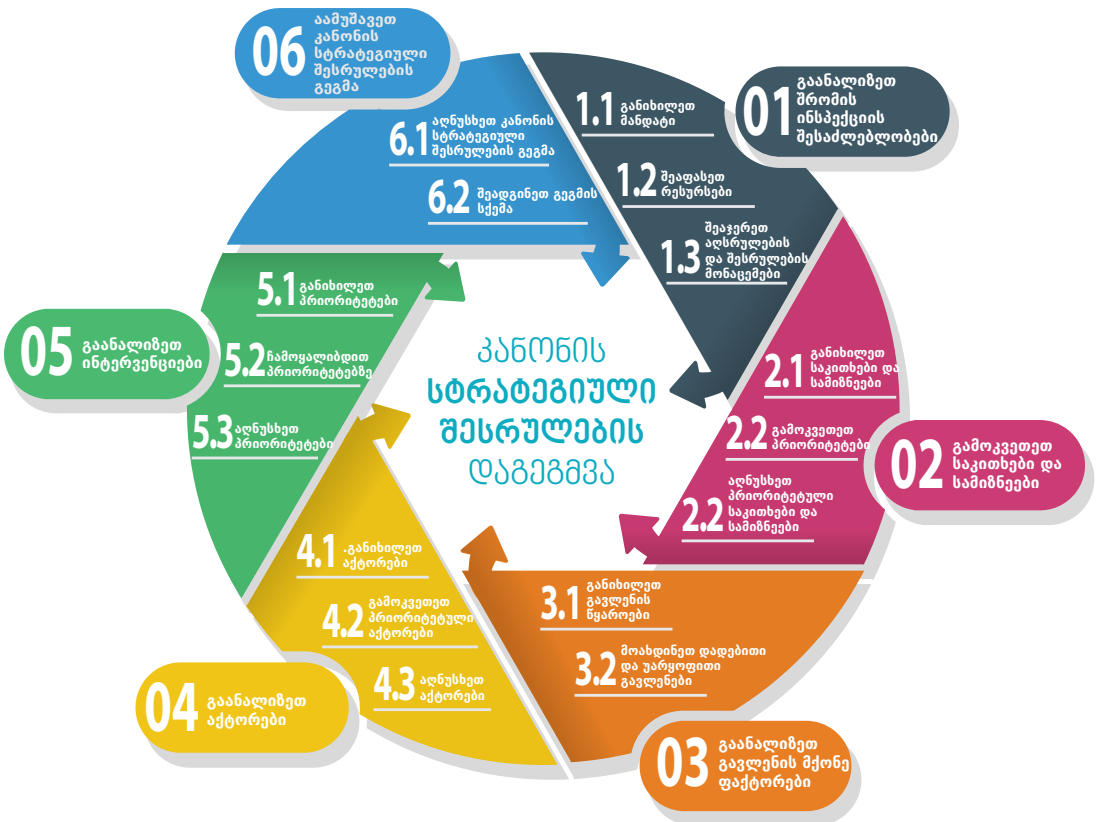 კანონის
სტრატეგიული
შესრულების
დაგეგმვა
01
გაანალიზეთ
შრომის
ინსპექციის
შესაძლებლობები
1.1
განიხილეთ
მანდატი
1.2
შეაფასეთ
რესურსები
1.3
შეაჯერეთ
აღსრულების
და შესრულების
მონაცემები
02
გამოკვეთეთ
საკითხები და
სამიზნეები
2.1
განიხილეთ
საკითხები და
სამიზნეები
2.2
გამოკვეთეთ
პრიორიტეტები
2.2
აღნუსხეთ
პრიორიტეტული
საკითხები და
სამიზნეები
03
გაანალიზეთ
გავლენის მქონე
ფაქტორები
3.1
განიხილეთ
გავლენის
წყაროები
3.2
მოახდინეთ დადებითი
და უარყოფითი
გავლენები
04
გაანალიზეთ
აქტორები
4.1
.განიხილეთ
აქტორები
4.2
გამოკვეთეთ
პრიორიტეტული
აქტორები
4.3
აღნუსხეთ
აქტორები
05
გაანალიზეთ
ინტერვენციები
5.1
განიხილეთ
პრიორიტეტები
5.2
ჩამოყალიბდით
პრიორიტეტებზე
5.3
აღნუსხეთ
პრიორიტეტები
06
აამუშავეთ
კანონის
სტრატეგიული
შესრულების
გეგმა
6.1
აღნუსხეთ კანონის
სტრატეგიული
შესრულების გეგმა
6.2
შეადგინეთ გეგმის
სქემა